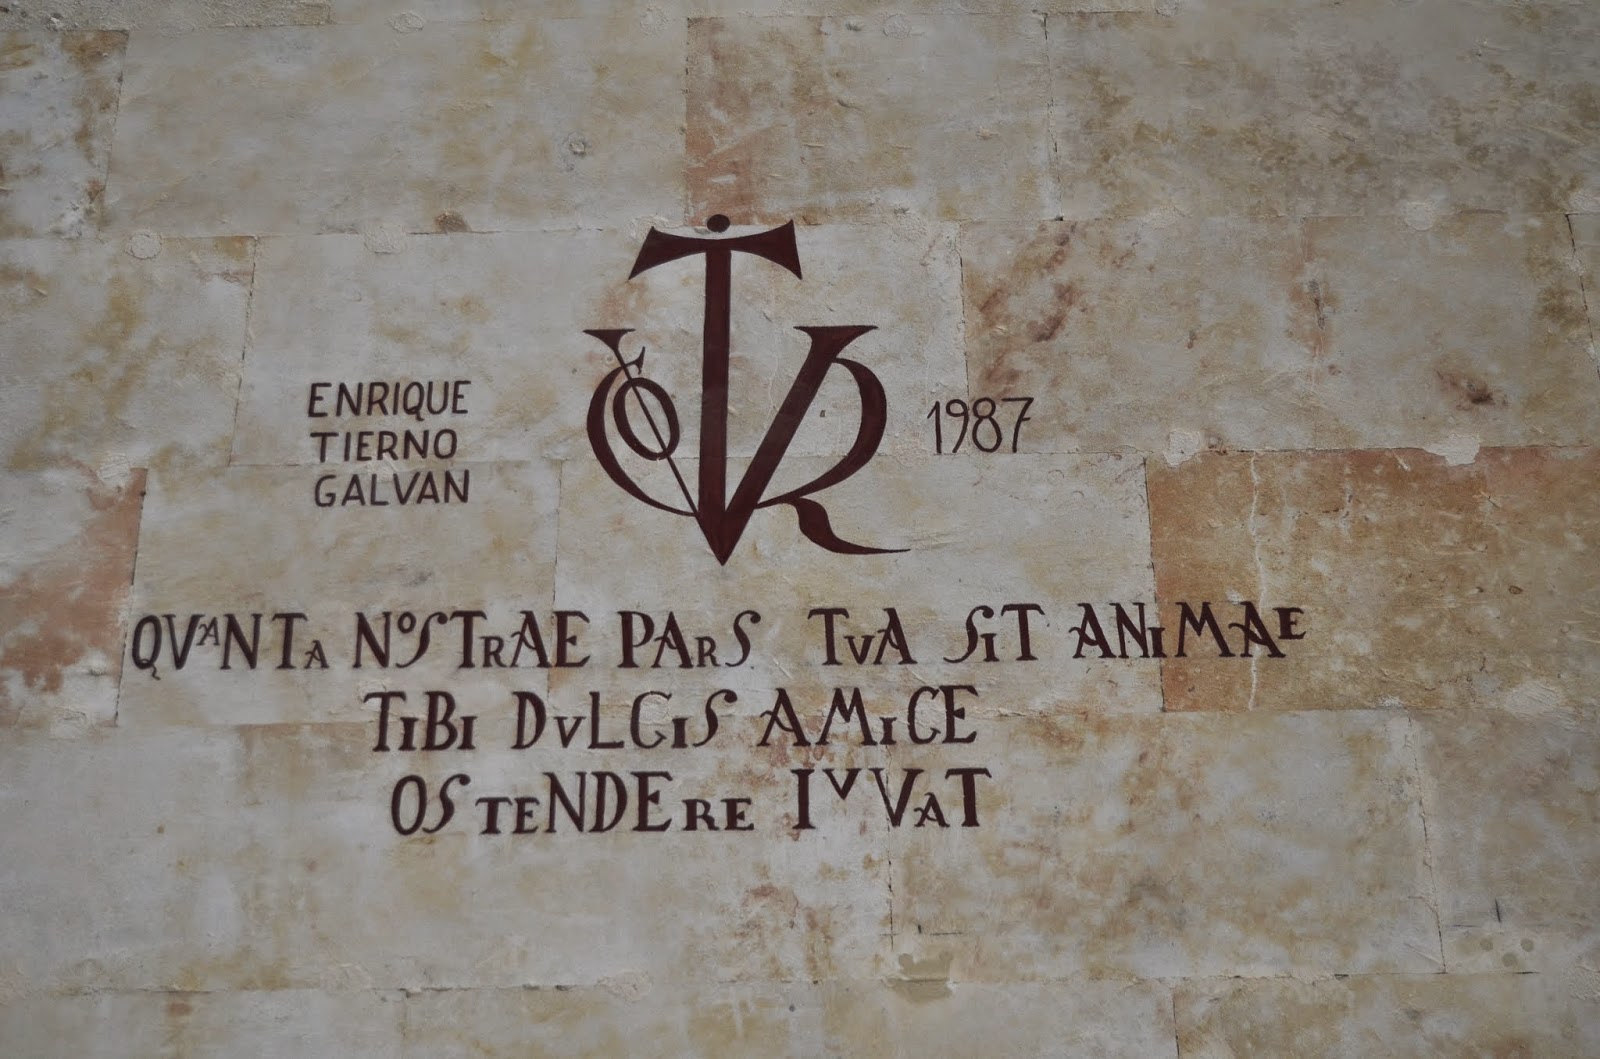 ENRIQUE
TIERNO
GALVAN
1987
QVANTA NOSTRAE PARS TVA SIT ANIMAE
TIBI DVLCIS AMICE
OSTENDERE IVVAT